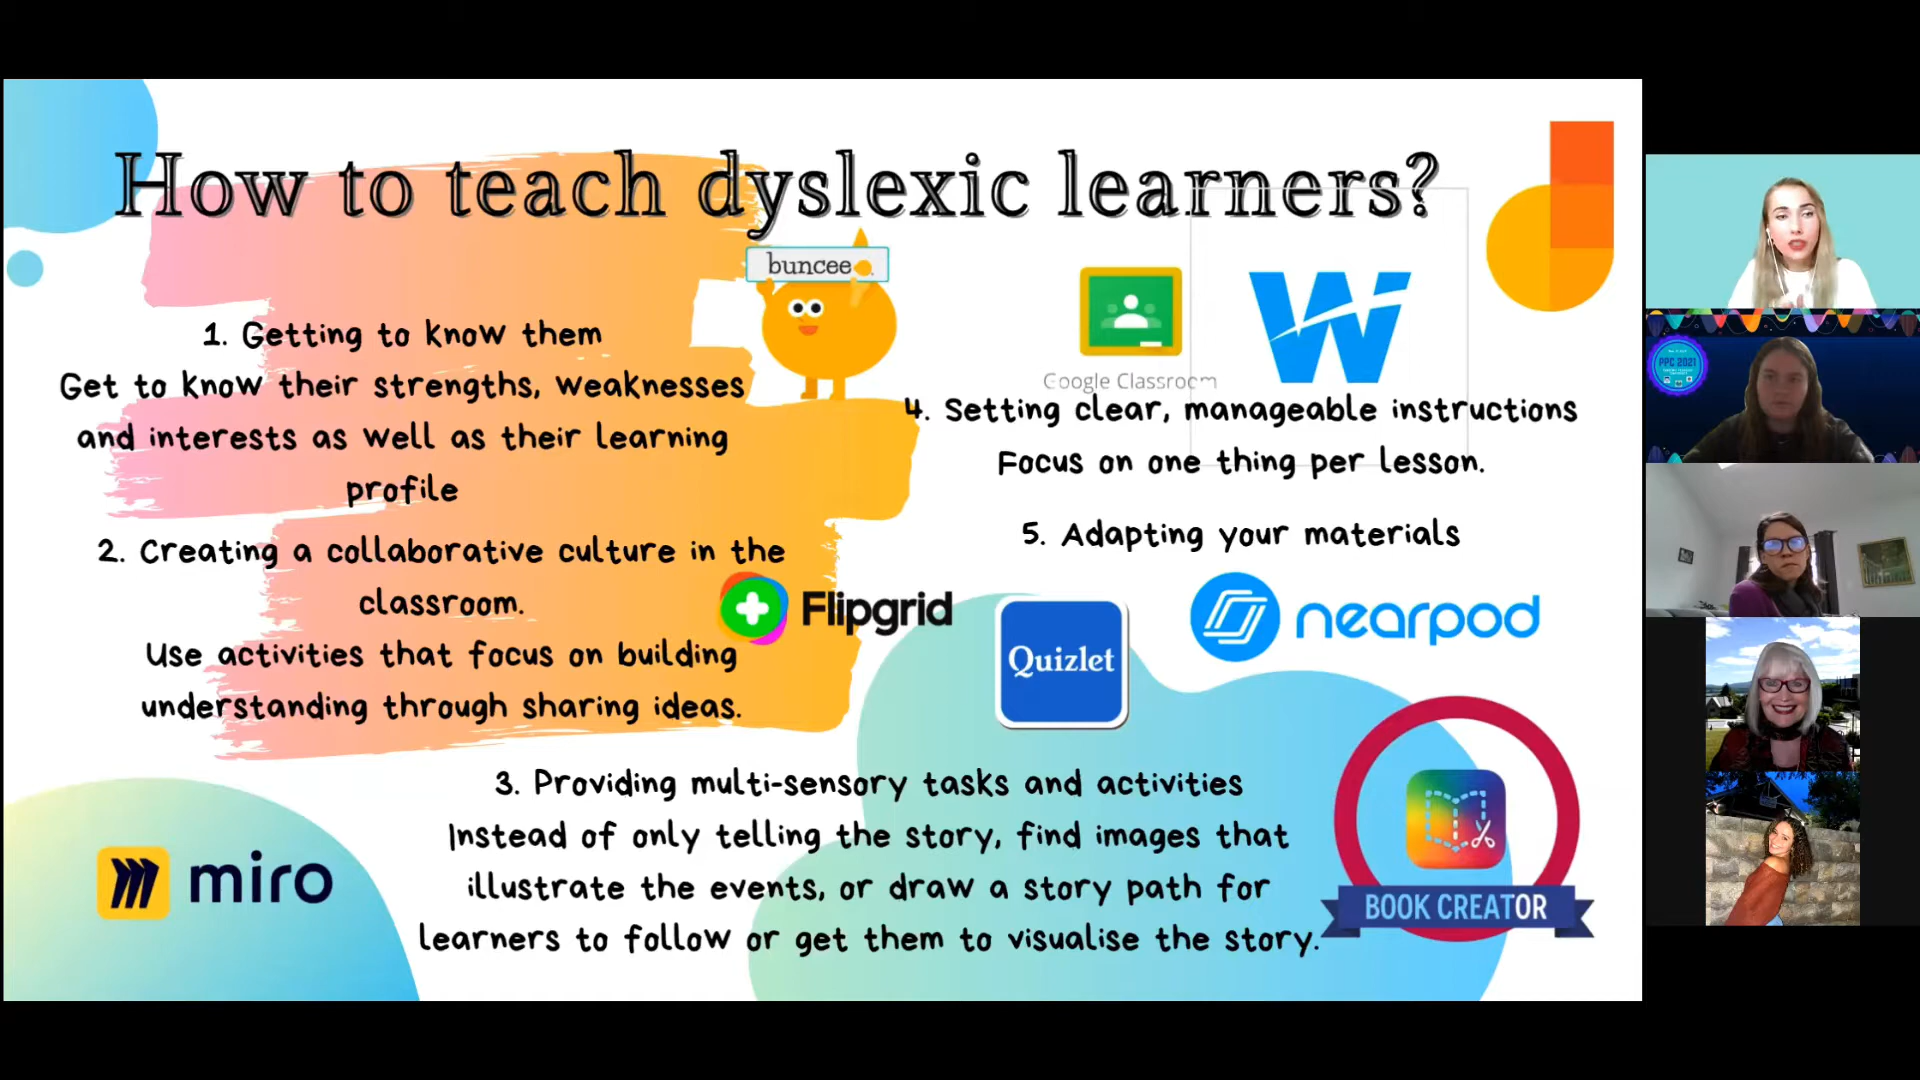 How to teach dyslexic learners?
buncee
1. Getting to know them
Get to know their strengths, weaknesses
and interests as well as their learning
profile
2. Creating a collaborative culture in the
classroom.
Use activities that focus on building
understanding through sharing ideas.
Flipgrid
Google Classroom
W
4. Setting clear, manageable instructions
Focus on one thing per lesson.
5. Adapting your materials
Quizlet
nearpod
miro
3. Providing multi-sensory tasks and activities
Instead of only telling the story, find images that
illustrate the events, or draw a story path for
learners to follow or get them to visualise the story.
BOOK CREATOR
PPC 2021